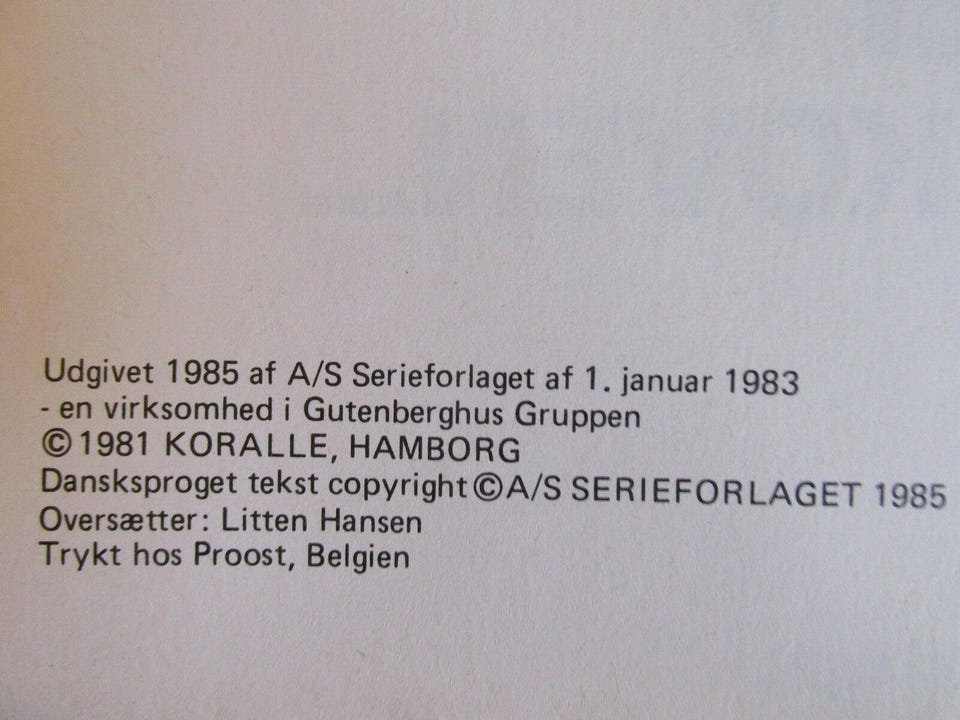 Udgivet 1985 af A/S Serieforlaget af 1. januar 1983
- en virksomhed i Gutenberghus Gruppen
© 1981 KORALLE, HAMBORG
Dansksproget tekst copyright © A/S SERIEFORLAGET 1985
Oversætter: Litten Hansen
Trykt hos Proost, Belgien